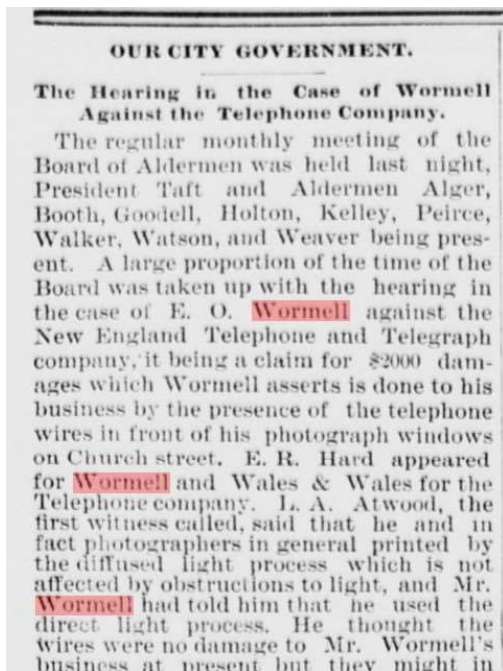 OUR CITY GOVERNMENT.
The Hearing in the Case of Wormell
Against the Telephone Company.
The regular monthly meeting of the
Board of Aldermen was held last night,
President Taft and Aldermen Alger,
Booth, Goodell, Holton, Kelley, Peirce,
Walker, Watson, and Weaver being pres-
ent. A large proportion of the time of the
Board was taken up with the hearing in
the case of E. O. Wormell against the
New England Telephone and Telegraph
company, it being a claim for $2000 dam-
ages which Wormell asserts is done to his
business by the presence of the telephone
wires in front of his photograph windows
on Church street. E. R. Hard appeared
for Wormell and Wales & Wales for the
Telephone company. L. A. Atwood, the
first witness called, said that he and in
fact photographers in general printed by
the diffused light process which is not
affected by obstructions to light, and Mr.
Wormell had told him that he used the
direct light process. He thought the
wires were no damage to Mr. Wormell's
business at present but they might in